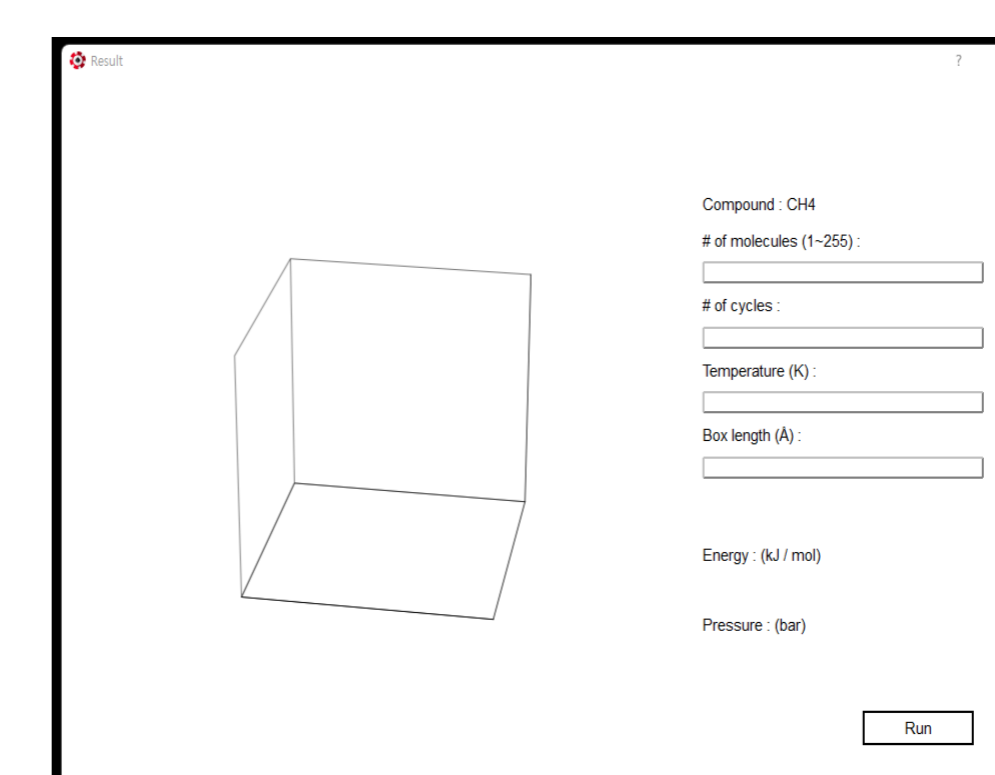 Result
?
Compound : CH4
# of molecules (1~255) :
# of cycles :
Temperature (K) :
Box length (Å) :
Energy : (kJ / mol)
Pressure : (bar)
Run